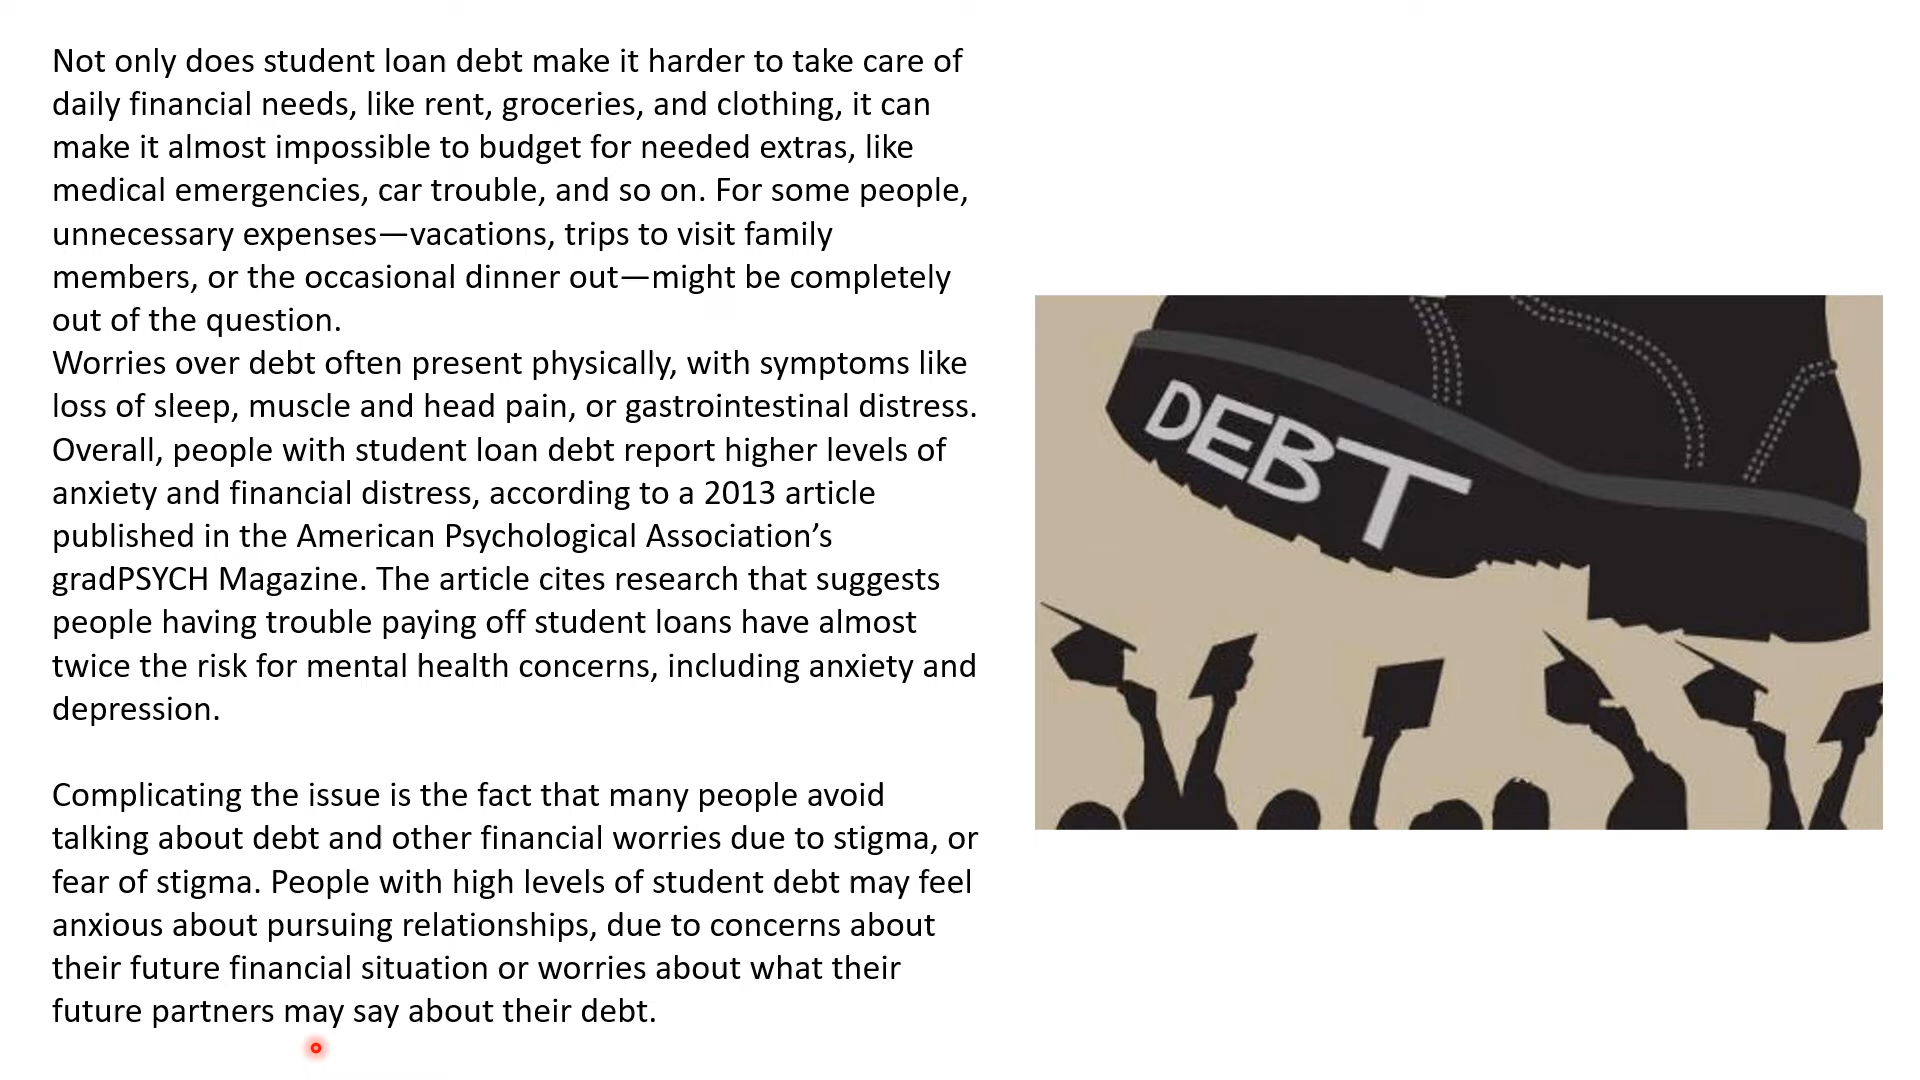 Not only does student loan debt make it harder to take care of
daily financial needs, like rent, groceries, and clothing, it can
make it almost impossible to budget for needed extras, like
medical emergencies, car trouble, and so on. For some people,
unnecessary expenses—vacations, trips to visit family
members, or the occasional dinner out—might be completely
out of the question.
Worries over debt often present physically, with symptoms like
loss of sleep, muscle and head pain, or gastrointestinal distress.
Overall, people with student loan debt report higher levels of
anxiety and financial distress, according to a 2013 article
published in the American Psychological Association’s
gradPSYCH Magazine. The article cites research that suggests
people having trouble paying off student loans have almost
twice the risk for mental health concerns, including anxiety and
depression.
Complicating the issue is the fact that many people avoid
talking about debt and other financial worries due to stigma, or
fear of stigma. People with high levels of student debt may feel
anxious about pursuing relationships, due to concerns about
their future financial situation or worries about what their
future partners may say about their debt.
DEBT